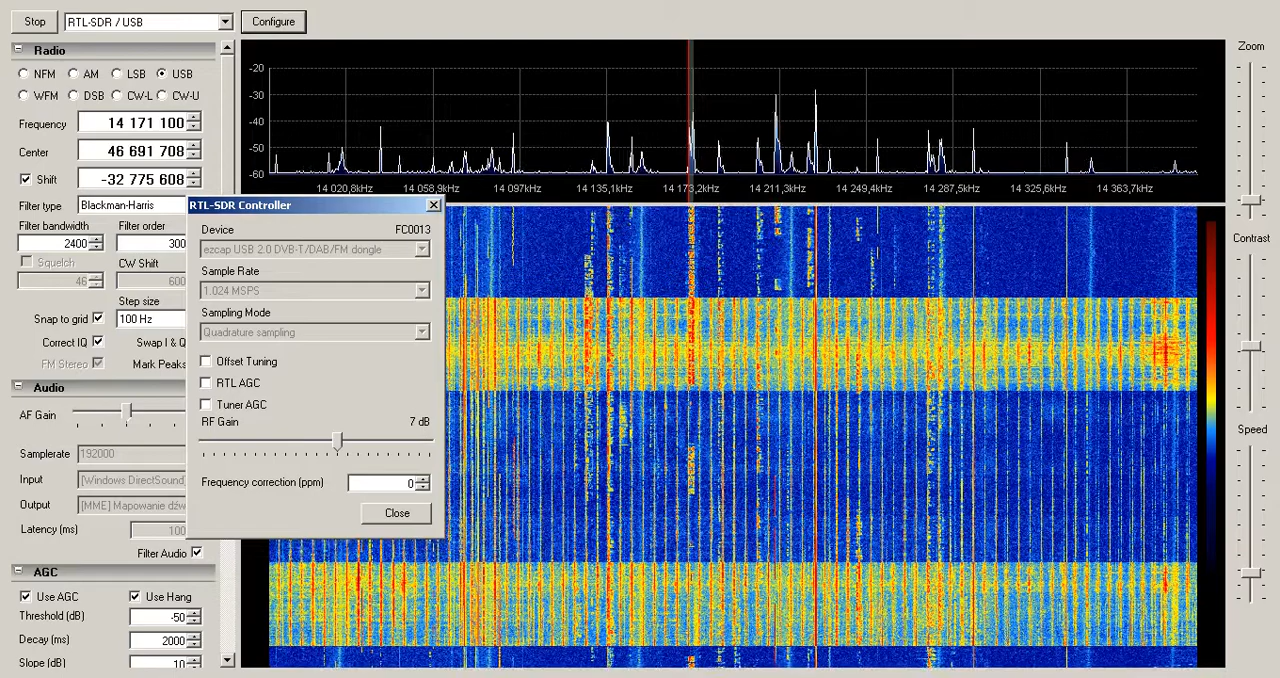 Stop RTL-SDR / USB Configure
Radio
NFM AM LSB USB
WFM DSB CW-L CW-U
Frequency 14 171 100
Center 46 691 708
Shift -32 775 608
Filter type Blackman-Harris
Filter bandwidth Filter order
2400 300
Squelch CW Shift
46 600
Step size
Snap to grid 100 Hz
Correct IQ Swap I & Q
FM Stereo Mark Peaks
Audio
AF Gain
Samplerate 192000
Input [Windows DirectSound]
Output [MME] Mapowanie dźw
Latency (ms) 100
Filter Audio
AGC
Use AGC Use Hang
Threshold (dB) -50
Decay (ms) 2000
Slope (dB) 10
RTL-SDR Controller
Device FC0013
ezcap USB 2.0 DVB-T/DAB/FM dongle
Sample Rate
1.024 MSPS
Sampling Mode
Quadrature sampling
Offset Tuning
RTL AGC
Tuner AGC
RF Gain 7 dB
Frequency correction (ppm) 0
Close
-20
-30
-40
-50
-60
14 020,8kHz 14 058,9kHz 14 097kHz 14 135,1kHz 14 173,2kHz 14 211,3kHz 14 249,4kHz 14 287,5kHz 14 325,6kHz 14 363,7kHz
Zoom
Contrast
Speed